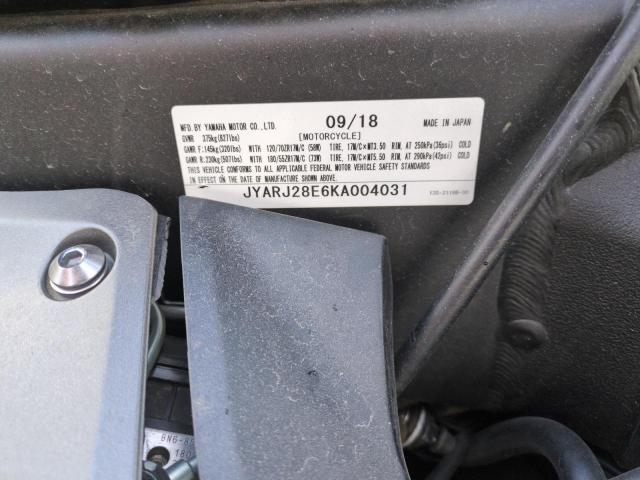 MFD.BY YAMAHA MOTOR CO.,LTD. 09/18 MADE IN JAPAN
GVWR 375kg(827lbs) [MOTORCYCLE]
GAWR F:145kg(320lbs) WITH 120/70ZR17M/C (58W) TIRE, 17M/C×MT3.50 RIM, AT 250kPa(36psi) COLD
GAWR R:230kg(507lbs) WITH 180/55ZR17M/C (73W) TIRE, 17M/C×MT5.50 RIM, AT 290kPa(42psi) COLD
THIS VEHICLE CONFORMS TO ALL APPLICABLE FEDERAL MOTOR VEHICLE SAFETY STANDARDS
IN EFFECT ON THE DATE OF MANUFACTURE SHOWN ABOVE.
JYARJ28E6KA004031
BN6-85
180